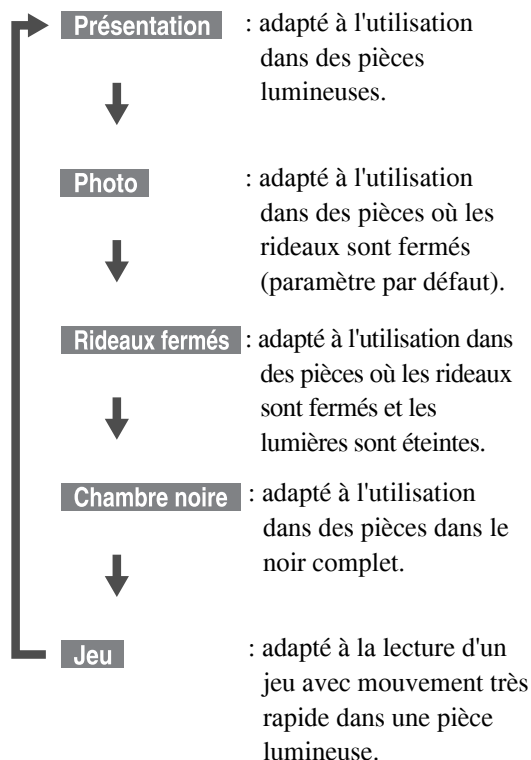 Présentation : adapté à l'utilisation
dans des pièces
lumineuses.
Photo : adapté à l'utilisation
dans des pièces où les
rideaux sont fermés
(paramètre par défaut).
Rideaux fermés : adapté à l'utilisation dans
des pièces où les rideaux
sont fermés et les
lumières sont éteintes.
Chambre noire : adapté à l'utilisation
dans des pièces dans le
noir complet.
Jeu : adapté à la lecture d'un
jeu avec mouvement très
rapide dans une pièce
lumineuse.